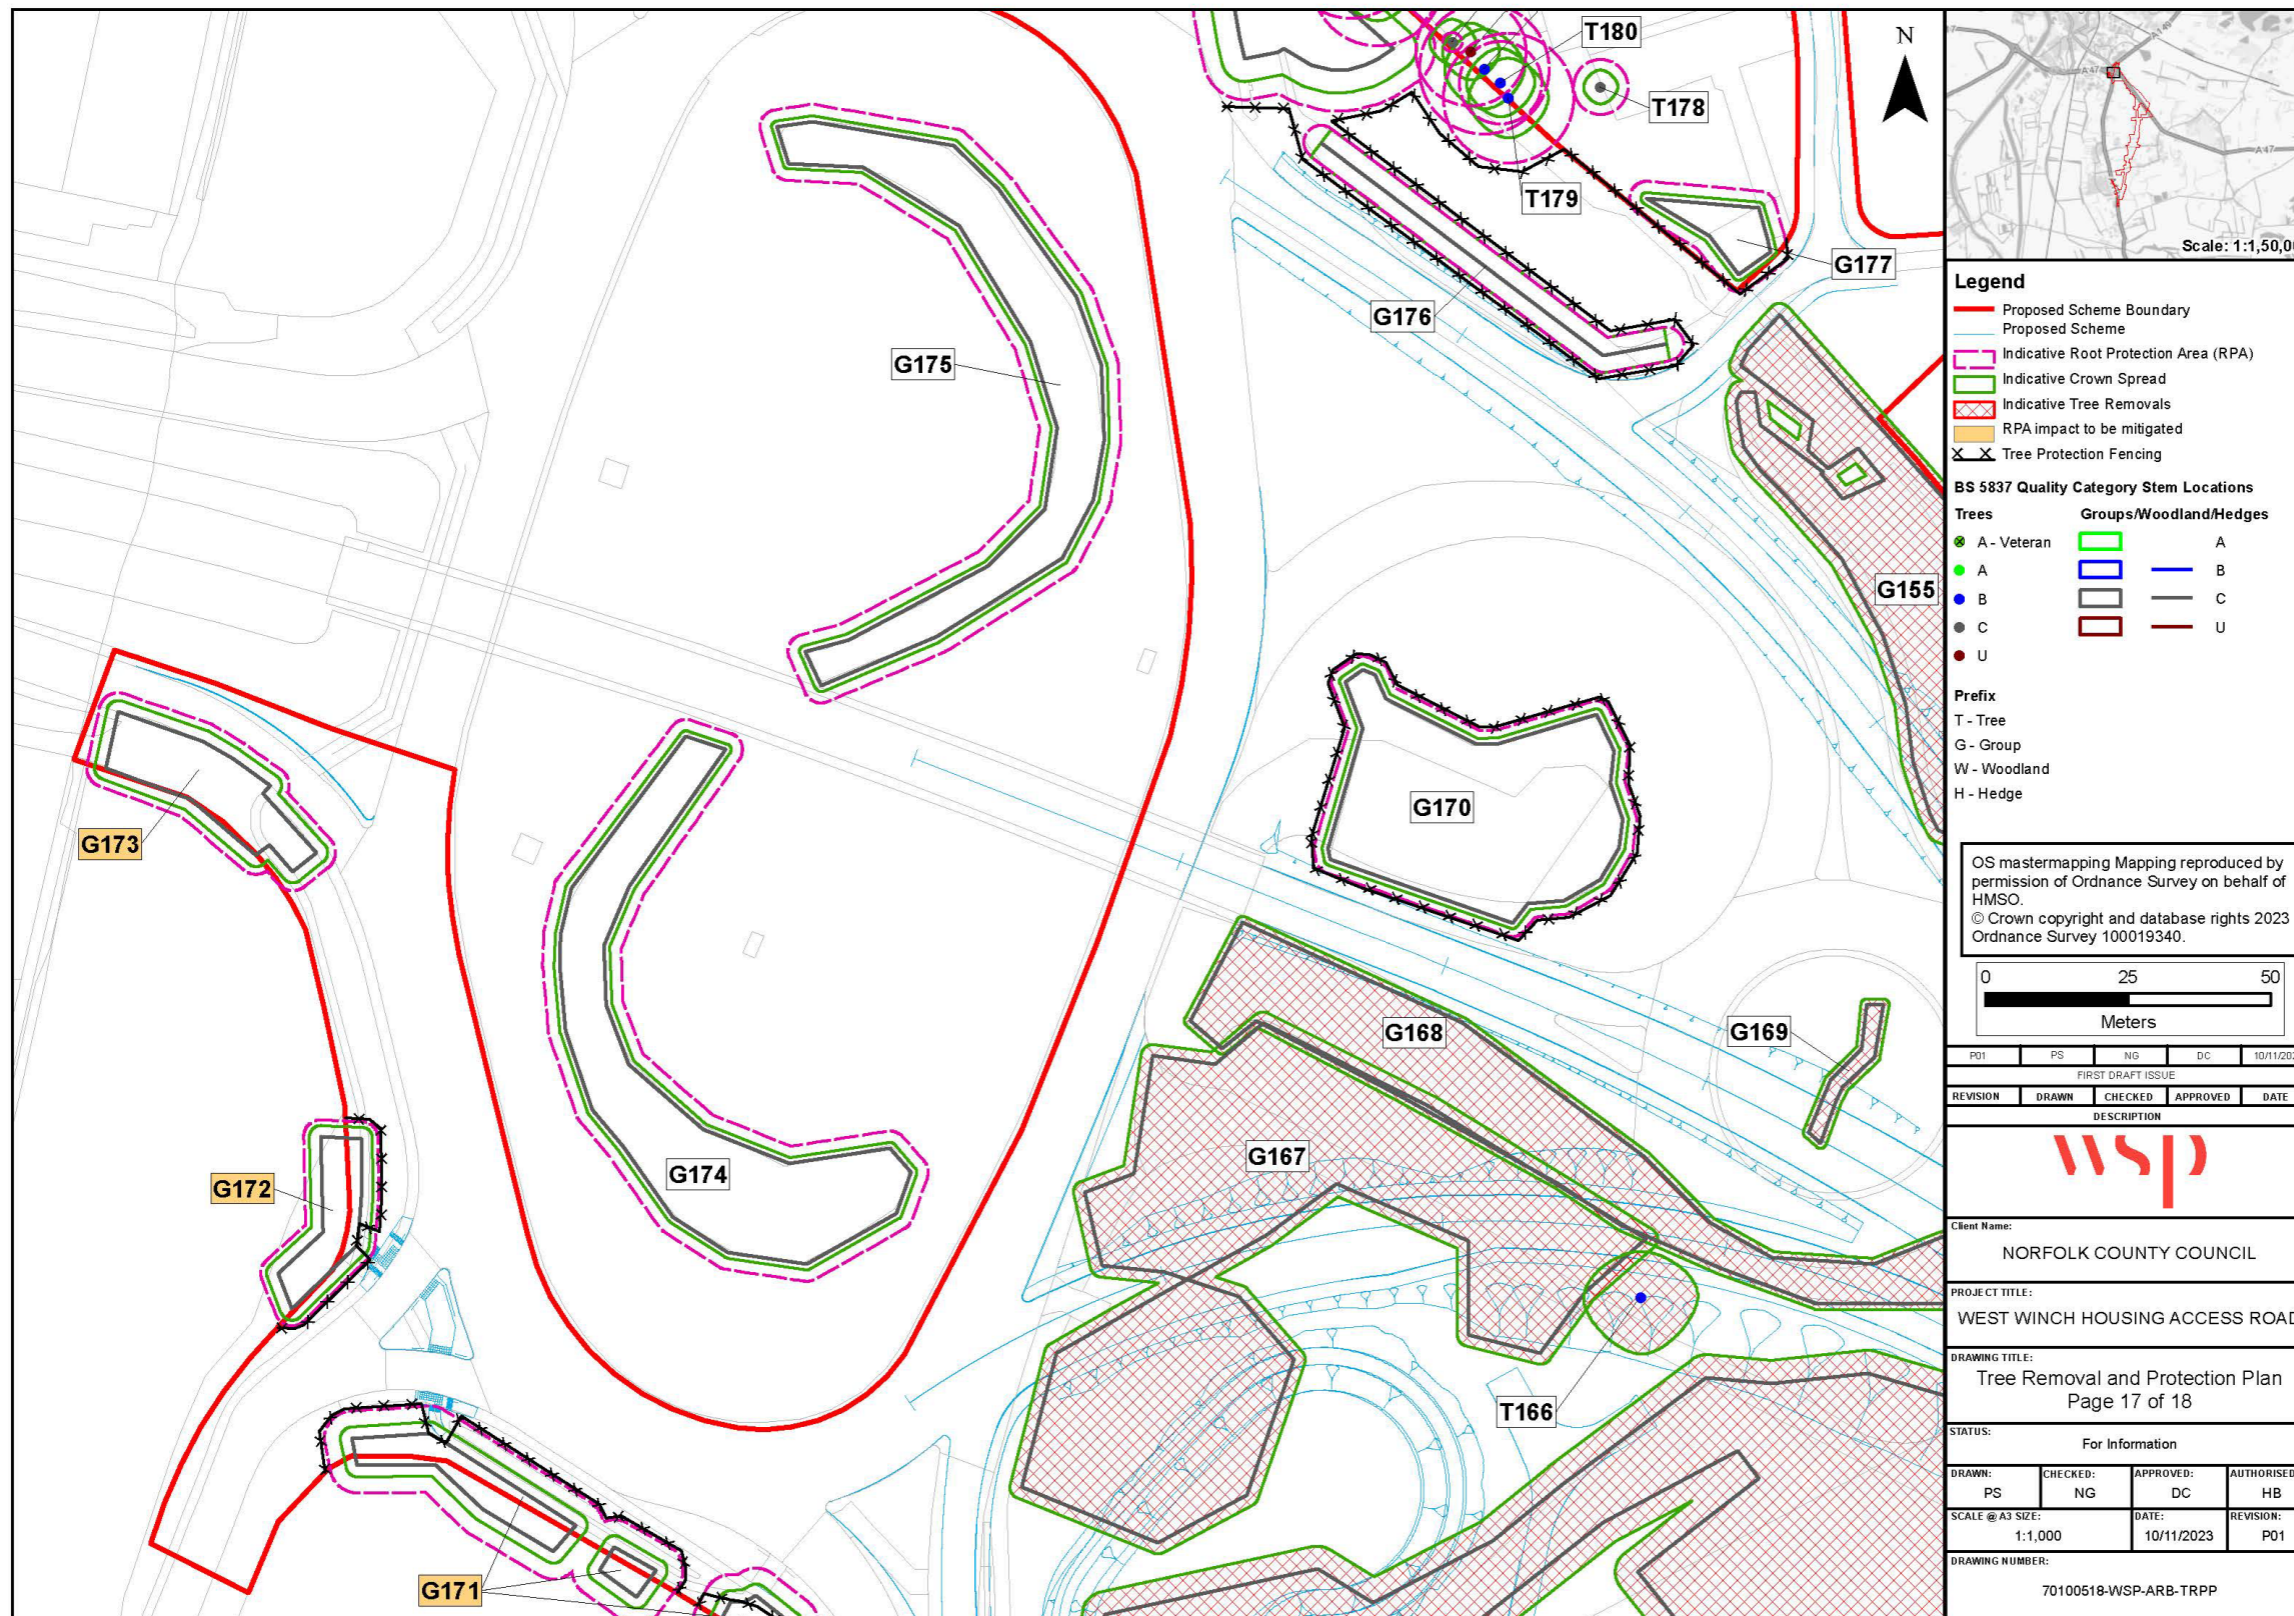 T180
N
T178
T179
G177
G176
G175
G155
G170
G173
G168
G169
G167
G174
G172
T166
G171
A149
A47
A47
Scale: 1:1,50,0
Legend
Proposed Scheme Boundary
Proposed Scheme
Indicative Root Protection Area (RPA)
Indicative Crown Spread
Indicative Tree Removals
RPA impact to be mitigated
Tree Protection Fencing
BS 5837 Quality Category Stem Locations
Trees Groups/Woodland/Hedges
A - Veteran A
A B
B C
C U
U
Prefix
T - Tree
G - Group
W - Woodland
H - Hedge
OS mastermapping Mapping reproduced by
permission of Ordnance Survey on behalf of
HMSO.
© Crown copyright and database rights 2023
Ordnance Survey 100019340.
0 25 50
Meters
P01 PS NG DC 10/11/202
FIRST DRAFT ISSUE
REVISION DRAWN CHECKED APPROVED DATE
DESCRIPTION
wsp
Client Name:
NORFOLK COUNTY COUNCIL
PROJECT TITLE:
WEST WINCH HOUSING ACCESS ROAD
DRAWING TITLE:
Tree Removal and Protection Plan
Page 17 of 18
STATUS:
For Information
DRAWN: CHECKED: APPROVED: AUTHORISED
PS NG DC HB
SCALE @ A3 SIZE: DATE: REVISION:
1:1,000 10/11/2023 P01
DRAWING NUMBER:
70100518-WSP-ARB-TRPP